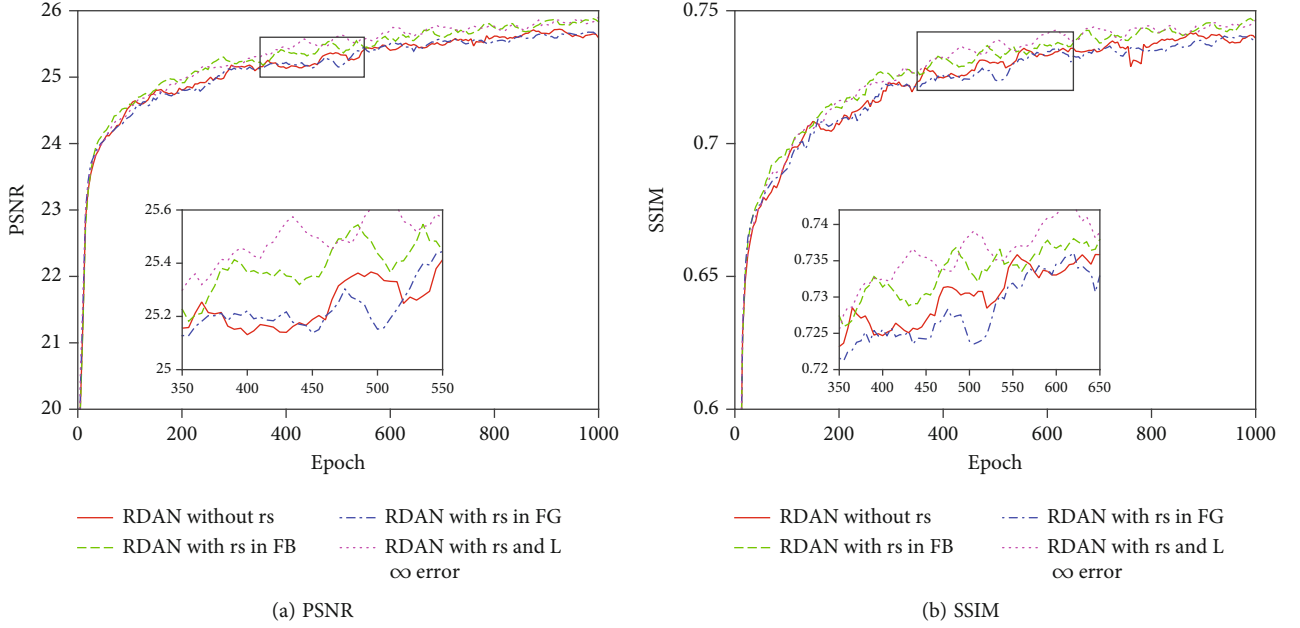 26
25
24
23
22
21
20
PSNR
25.6
25.4
25.2
25
350
400
450
500
550
0
200
400
600
800
1000
Epoch
RDAN without rs
RDAN with rs in FB
RDAN with rs in FG
RDAN with rs and L
∞ error
(a) PSNR
0.75
0.7
0.65
0.6
SSIM
0.74
0.735
0.73
0.725
0.72
350
400
450
500
550
600
650
0
200
400
600
800
1000
Epoch
RDAN without rs
RDAN with rs in FB
RDAN with rs in FG
RDAN with rs and L
∞ error
(b) SSIM